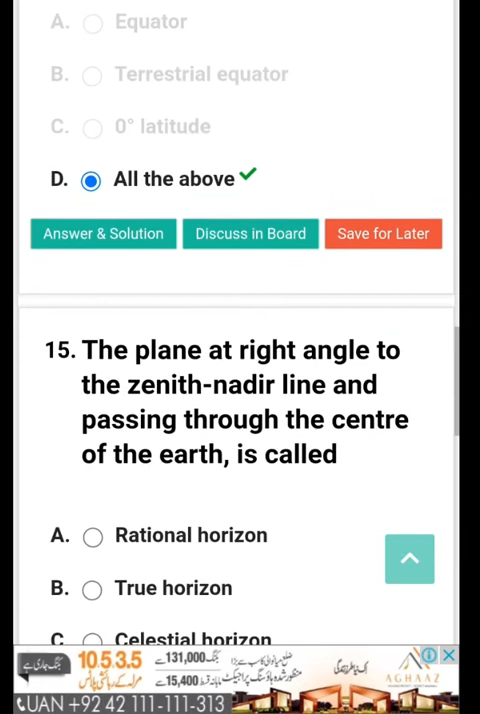 A. Equator
B. Terrestrial equator
C. 0° latitude
D. All the above
Answer & Solution Discuss in Board Save for Later
15. The plane at right angle to
the zenith-nadir line and
passing through the centre
of the earth, is called
A. Rational horizon
B. True horizon
C. Celestial horizon
10.5,3.5
131,000
15,400
AGHAAZ
UAN +92 42 111-111-313